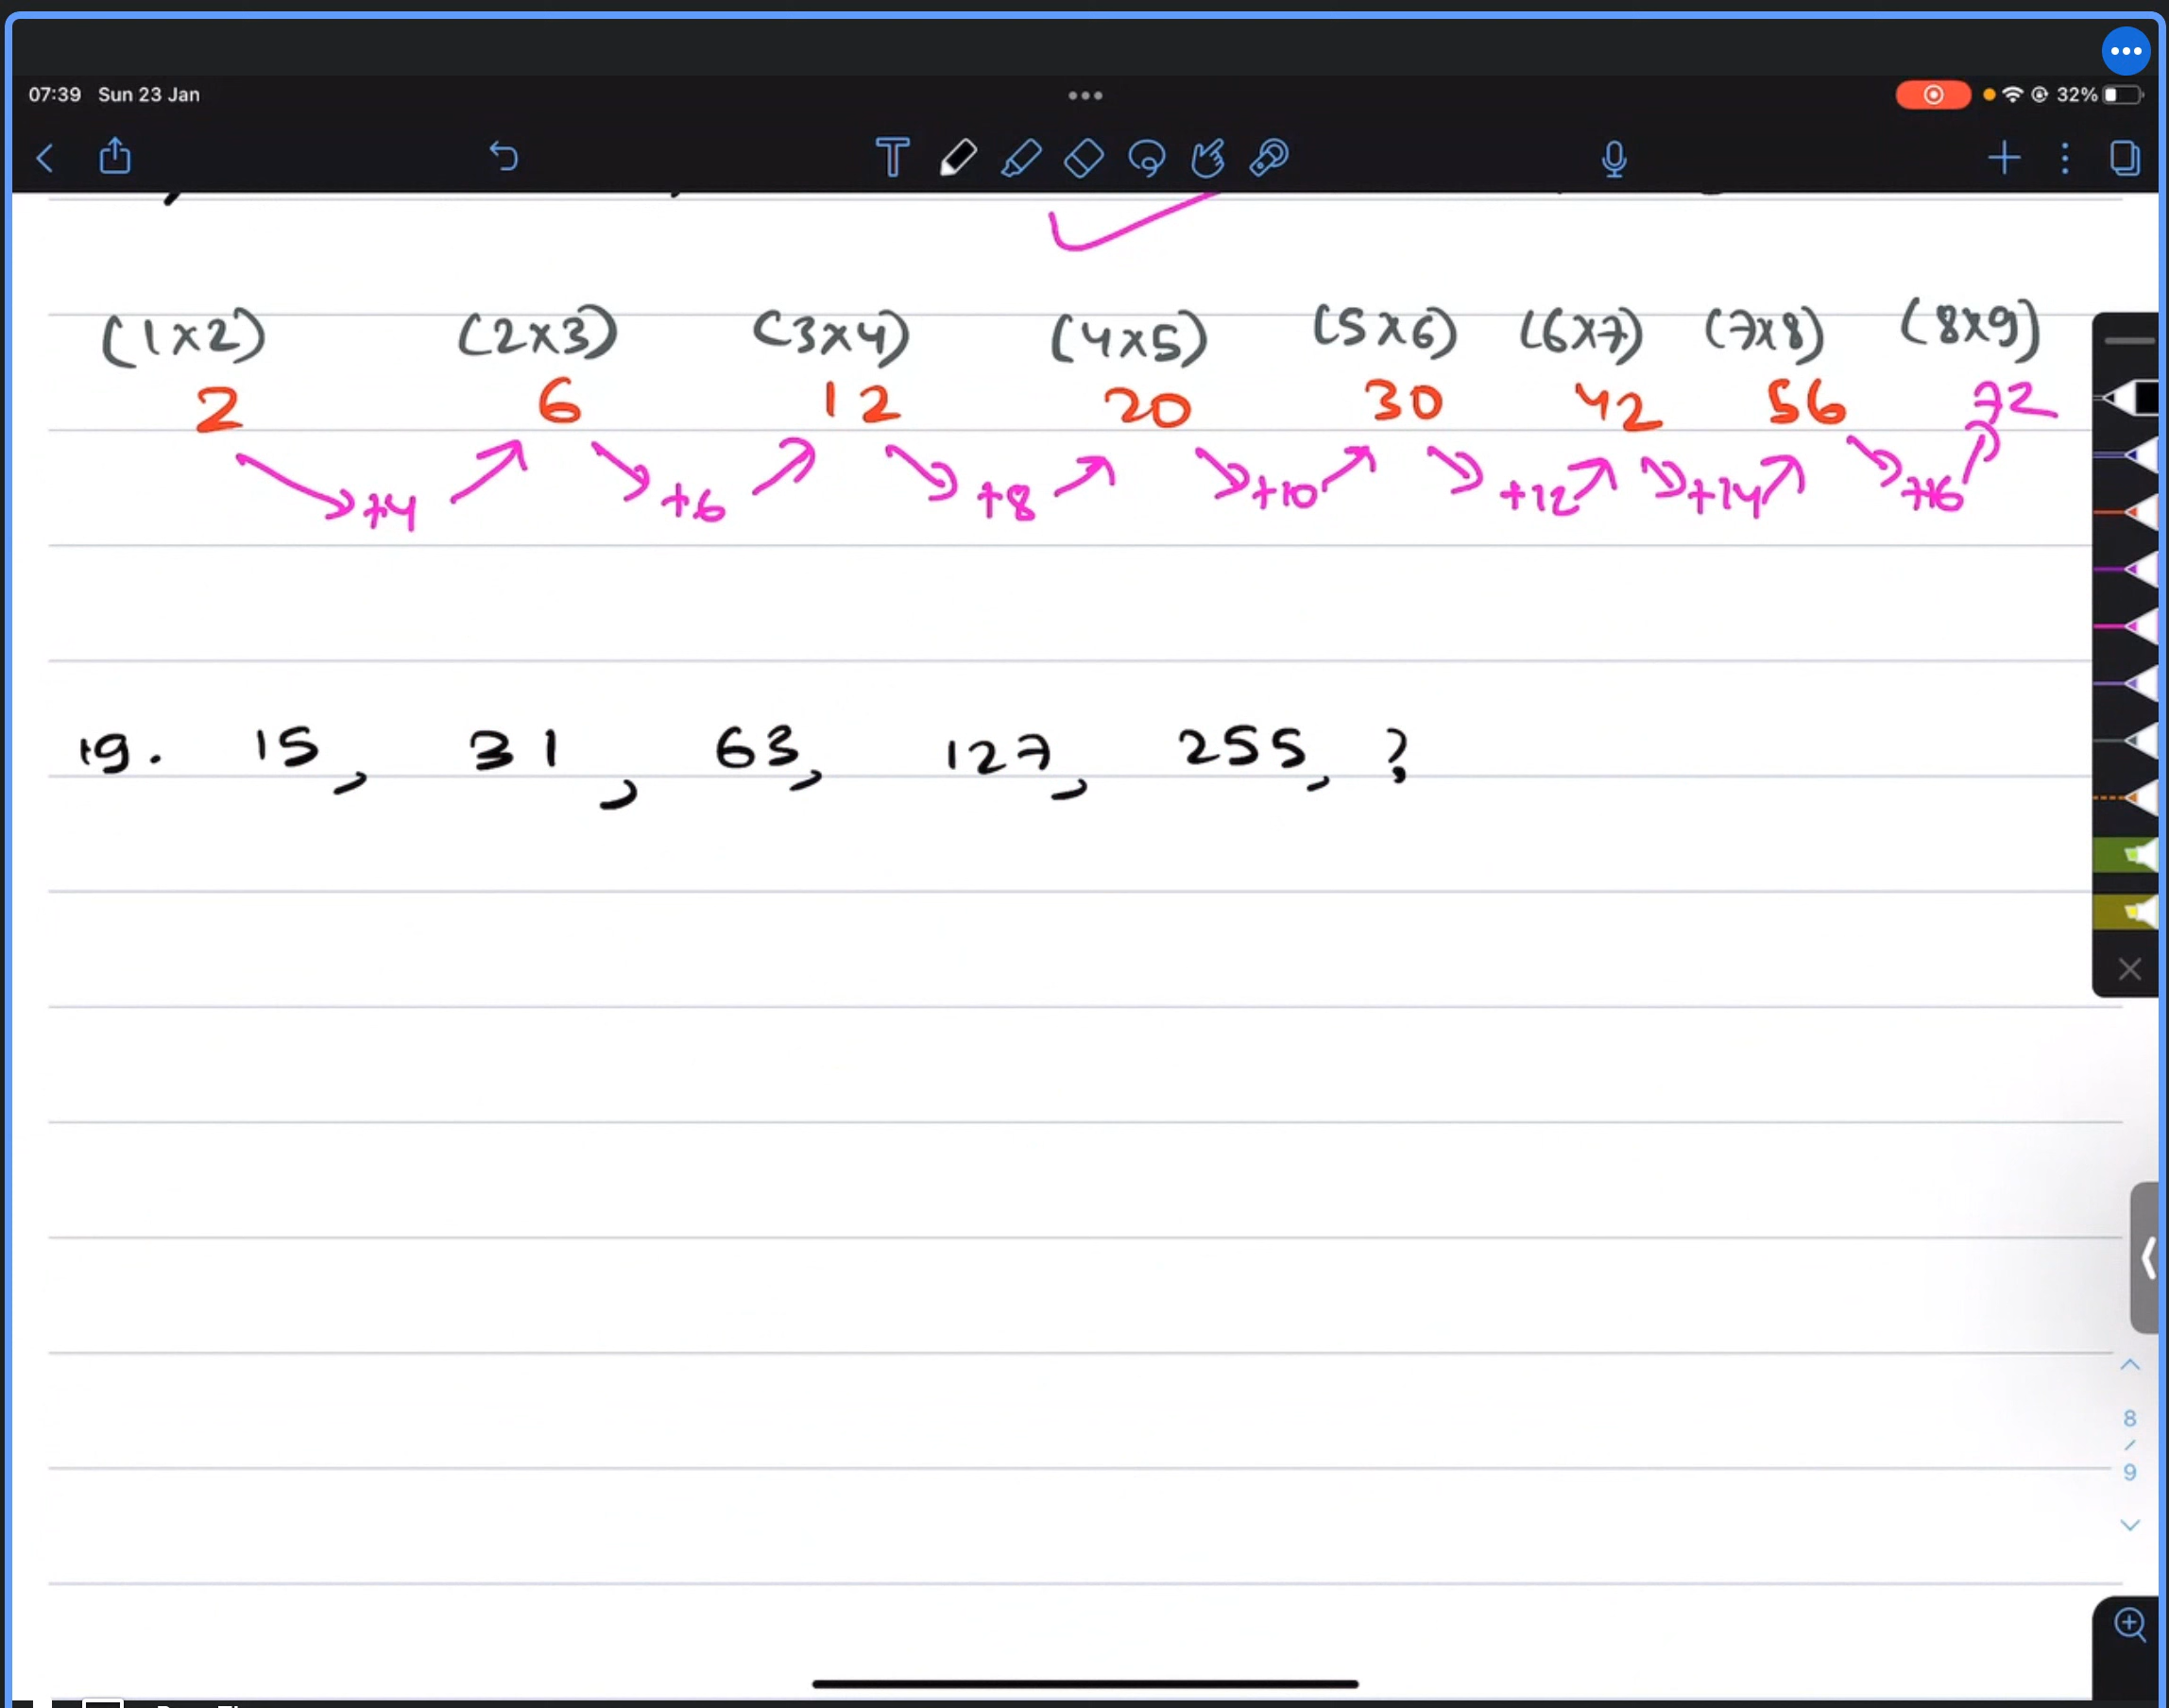 07:39 Sun 23 Jan
32%
T
(1x2) (2x3) (3x4) (4x5) (5x6) (6x7) (7x8) (8x9)
2 6 12 20 30 42 56 72
+4 +6 +8 +10 +12 +14 +16
19. 15, 31, 63, 127, 255, ?
8
/
9